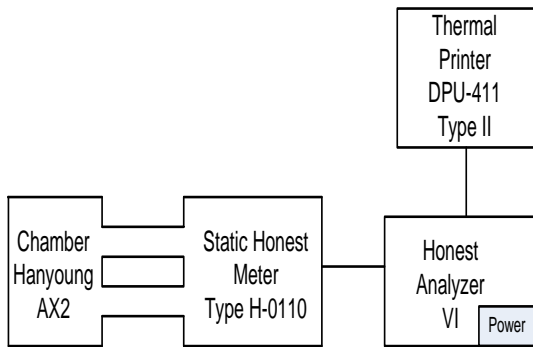 Thermal
Printer
DPU-411
Type II
Chamber
Hanyoung
AX2
Static Honest
Meter
Type H-0110
Honest
Analyzer
VI
Power